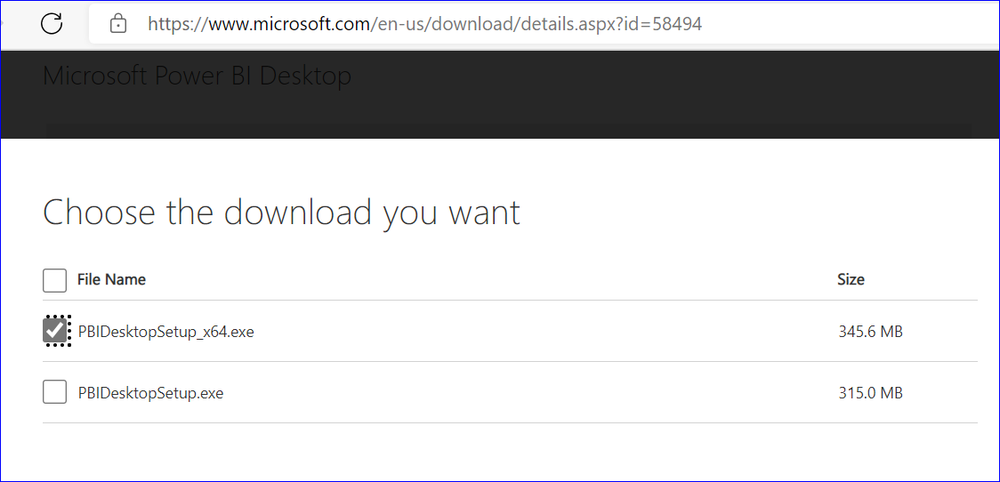 https://www.microsoft.com/en-us/download/details.aspx?id=58494
Microsoft Power BI Desktop
Choose the download you want
File Name Size
PBIDesktopSetup_x64.exe 345.6 MB
PBIDesktopSetup.exe 315.0 MB